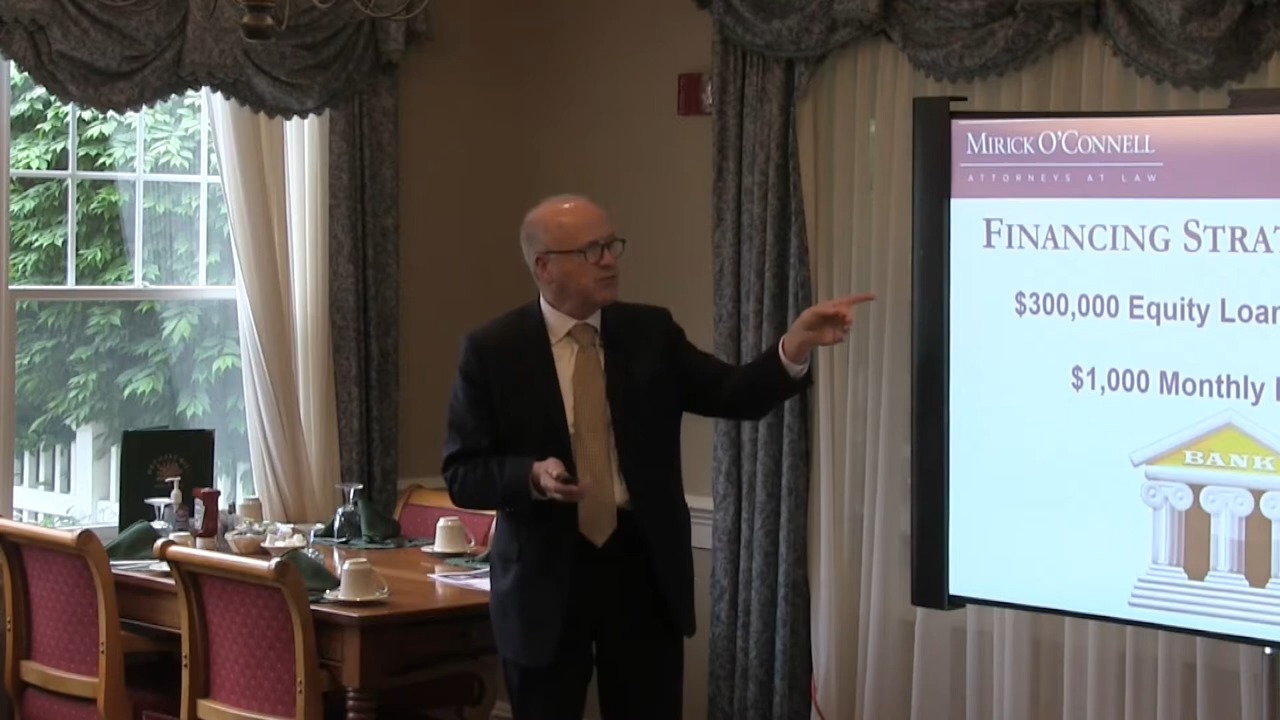 MIRICK O'CONNELL
ATTORNEYS AT LAW
FINANCING STRAT
$300,000 Equity Loan
$1,000 Monthly
BANK